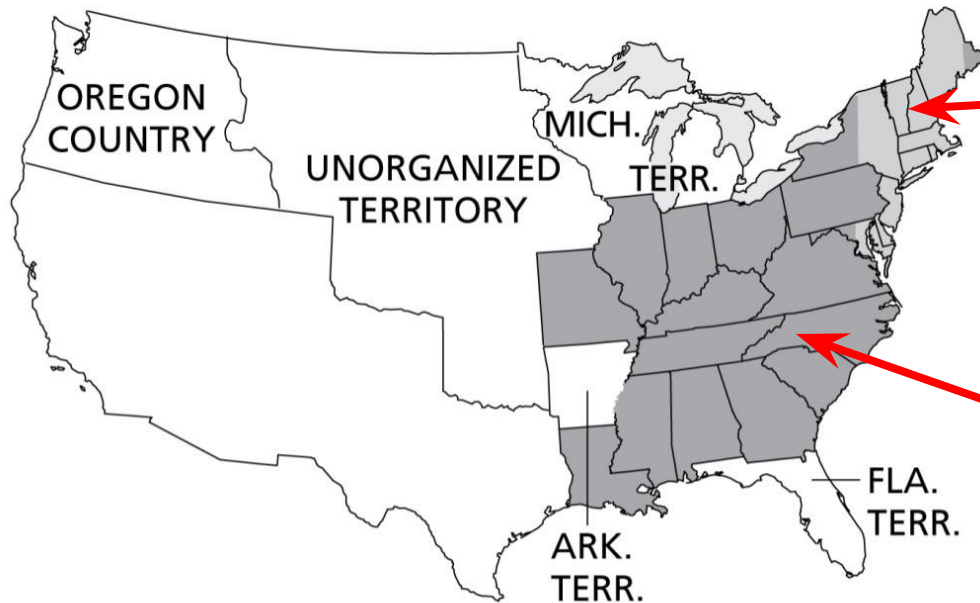 OREGON
COUNTRY
UNORGANIZED
TERRITORY
MICH.
TERR.
ARK.
TERR.
FLA.
TERR.